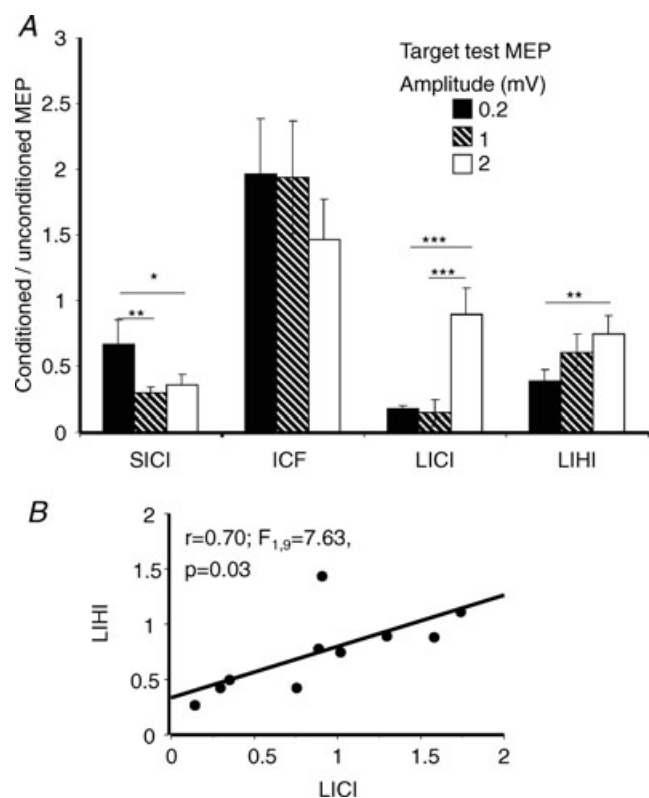 A
Target test MEP
Amplitude (mV)
0.2
1
2
Conditioned / unconditioned MEP
3
2.5
2
1.5
1
0.5
0
*
**
***
***
**
SICI
ICF
LICI
LIHI
B
r=0.70; F1,9=7.63,
p=0.03
LIHI
2
1.5
1
0.5
0
0
0.5
1
1.5
2
LICI